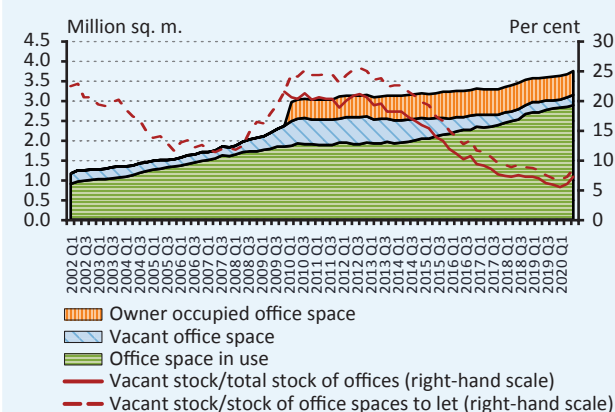 Million sq. m. Per cent
4.5 30
4.0 25
3.5
3.0 20
2.5 15
2.0
1.5 10
1.0 5
0.5
0.0 0
2002 Q1
2002 Q3
2003 Q1
2003 Q3
2004 Q1
2004 Q3
2005 Q1
2005 Q3
2006 Q1
2006 Q3
2007 Q1
2007 Q3
2008 Q1
2008 Q3
2009 Q1
2009 Q3
2010 Q1
2010 Q3
2011 Q1
2011 Q3
2012 Q1
2012 Q3
2013 Q1
2013 Q3
2014 Q1
2014 Q3
2015 Q1
2015 Q3
2016 Q1
2016 Q3
2017 Q1
2017 Q3
2018 Q1
2018 Q3
2019 Q1
2019 Q3
2020 Q1
Owner occupied office space
Vacant office space
Office space in use
Vacant stock/total stock of offices (right-hand scale)
Vacant stock/stock of office spaces to let (right-hand scale)